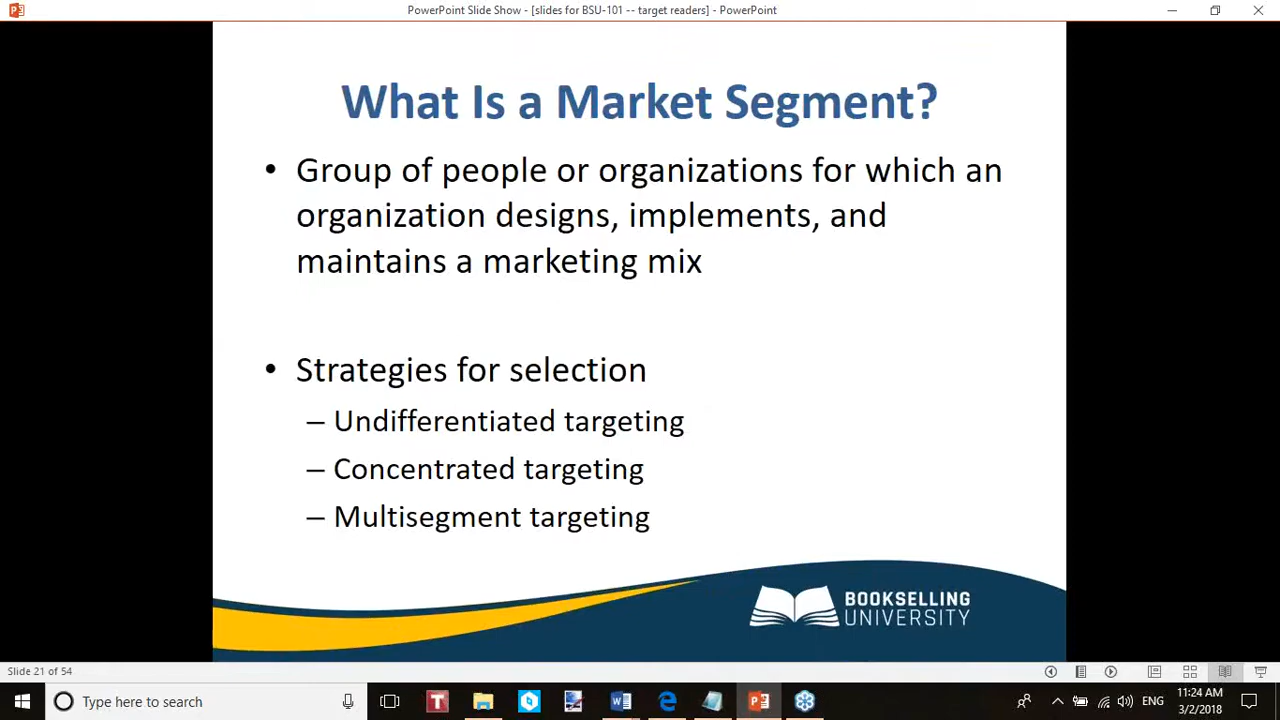 PowerPoint Slide Show - [slides for BSU-101 -- target readers] - PowerPoint
What Is a Market Segment?
• Group of people or organizations for which an
organization designs, implements, and
maintains a marketing mix
• Strategies for selection
– Undifferentiated targeting
– Concentrated targeting
– Multisegment targeting
BOOKSELLING
UNIVERSITY
Slide 21 of 54
Type here to search
ENG
11:24 AM
3/2/2018